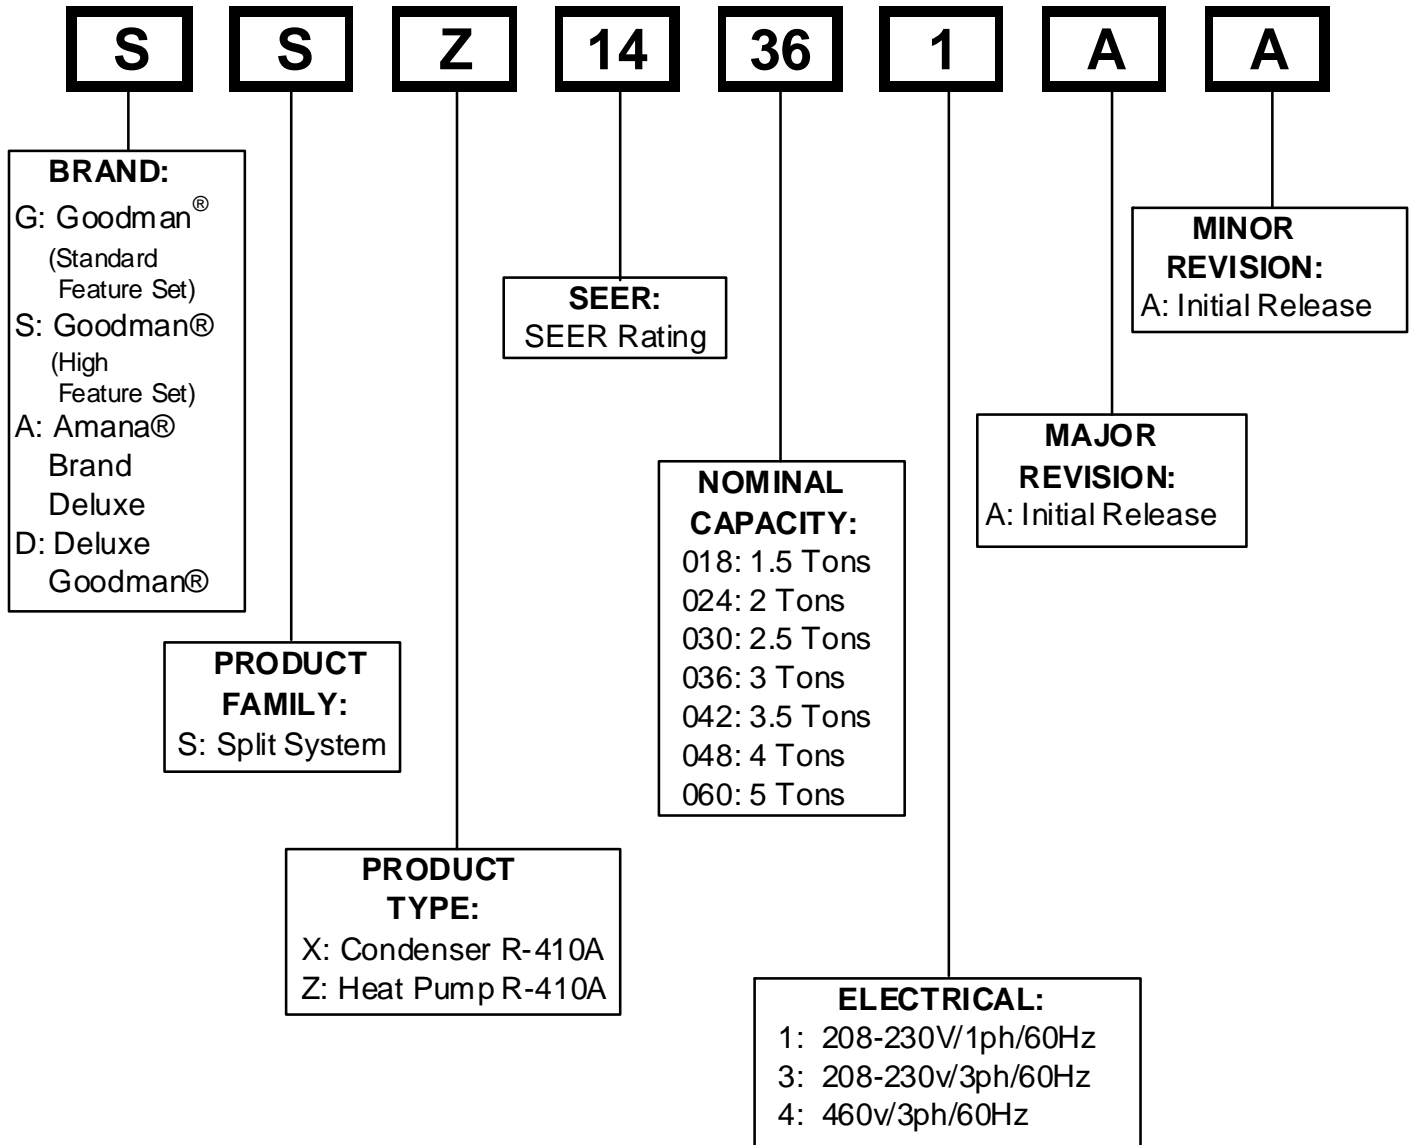 S S Z 14 36 1 A A
BRAND:
G: Goodman®
(Standard
Feature Set)
S: Goodman®
(High
Feature Set)
A: Amana®
Brand
Deluxe
D: Deluxe
Goodman®
PRODUCT
FAMILY:
S: Split System
PRODUCT
TYPE:
X: Condenser R-410A
Z: Heat Pump R-410A
SEER:
SEER Rating
NOMINAL
CAPACITY:
018: 1.5 Tons
024: 2 Tons
030: 2.5 Tons
036: 3 Tons
042: 3.5 Tons
048: 4 Tons
060: 5 Tons
ELECTRICAL:
1: 208-230V/1ph/60Hz
3: 208-230v/3ph/60Hz
4: 460v/3ph/60Hz
MAJOR
REVISION:
A: Initial Release
MINOR
REVISION:
A: Initial Release